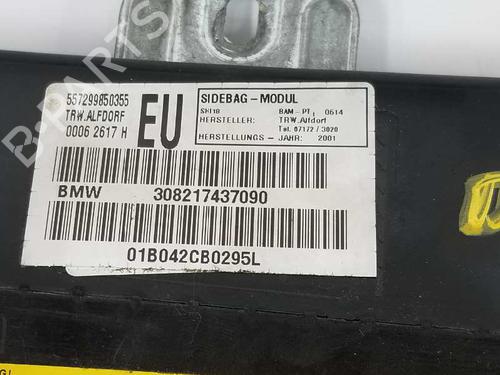 557299850355
TRW.ALFDORF
0006 2617 H
EU
SIDEBAG-MODUL
BAM-PT: 0614
HERSTELLER: TRW.Alfdorf
Tel. 07172 / 3020
HERSTELLUNGS-JAHR: 2001
BMW 308217437090
01B042CB0295L
B-PARTS